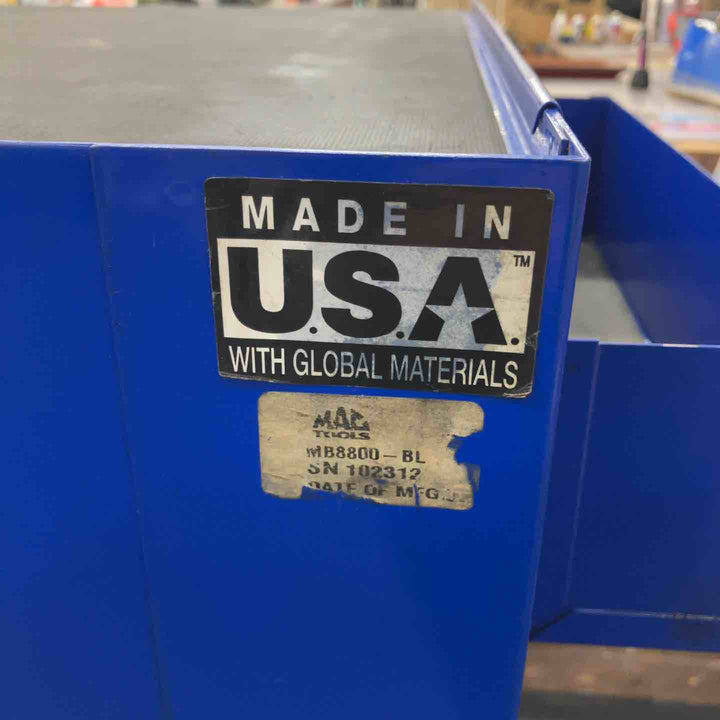 MADE IN
U.S.A.™
WITH GLOBAL MATERIALS
MAC
TOOLS
MB8800-BL
SN 102312
DATE OF MFG.